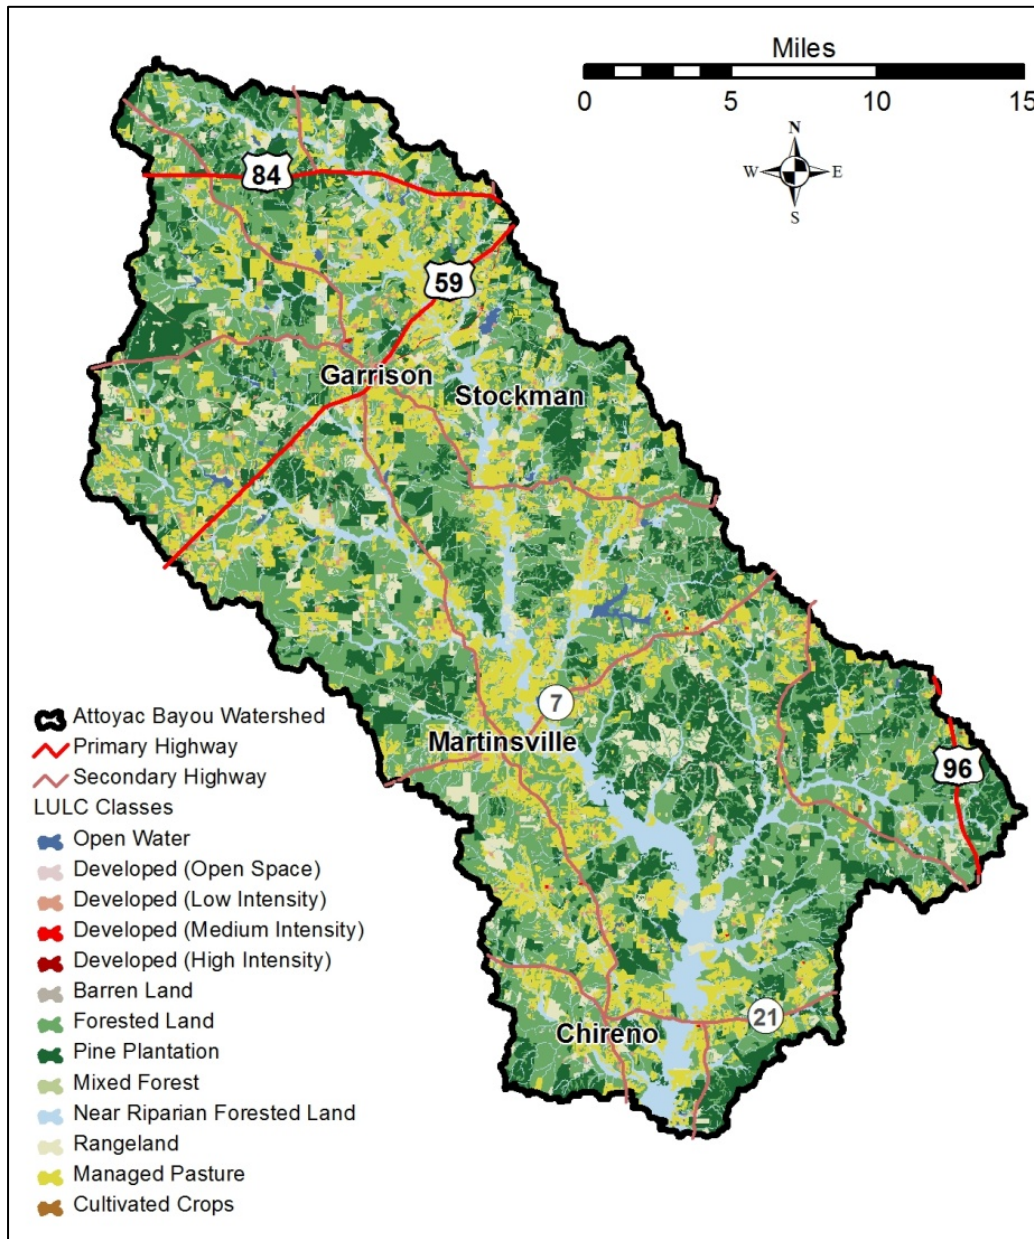 Miles
0 5 10 15
N
W E
S
84
59
Garrison
Stockman
7
Martinsville
96
21
Chireno
Attoyac Bayou Watershed
Primary Highway
Secondary Highway
LULC Classes
Open Water
Developed (Open Space)
Developed (Low Intensity)
Developed (Medium Intensity)
Developed (High Intensity)
Barren Land
Forested Land
Pine Plantation
Mixed Forest
Near Riparian Forested Land
Rangeland
Managed Pasture
Cultivated Crops